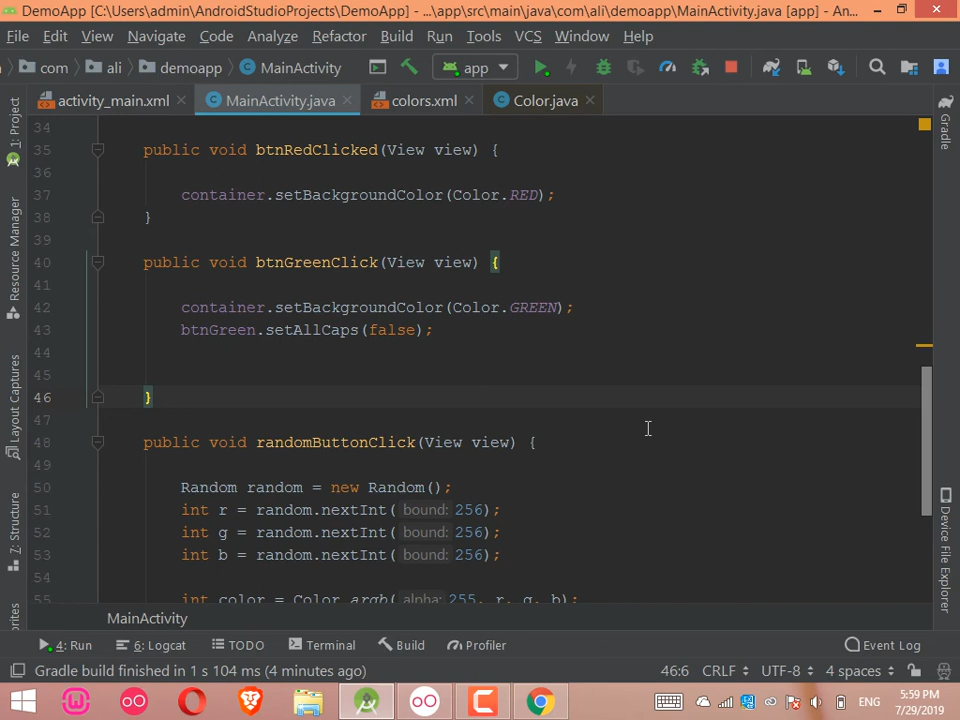 DemoApp [C:\Users\admin\AndroidStudioProjects\DemoApp] - ...\app\src\main\java\com\ali\demoapp\MainActivity.java [app] - An...
File Edit View Navigate Code Analyze Refactor Build Run Tools VCS Window Help
com ali demoapp MainActivity app
activity_main.xml MainActivity.java colors.xml Color.java
34
35 public void btnRedClicked(View view) {
36
37 container.setBackgroundColor(Color.RED);
38 }
39
40 public void btnGreenClick(View view) {
41
42 container.setBackgroundColor(Color.GREEN);
43 btnGreen.setAllCaps(false);
44
45
46 }
47
48 public void randomButtonClick(View view) {
49
50 Random random = new Random();
51 int r = random.nextInt( bound: 256);
52 int g = random.nextInt( bound: 256);
53 int b = random.nextInt( bound: 256);
54
55 int color = Color.argb( alpha: 255, r, g, b);
MainActivity
1: Project
Resource Manager
Layout Captures
7: Structure
Gradle
Device File Explorer
4: Run 6: Logcat TODO Terminal Build Profiler Event Log
Gradle build finished in 1 s 104 ms (4 minutes ago) 46:6 CRLF UTF-8 4 spaces
ENG
5:59 PM
7/29/2019